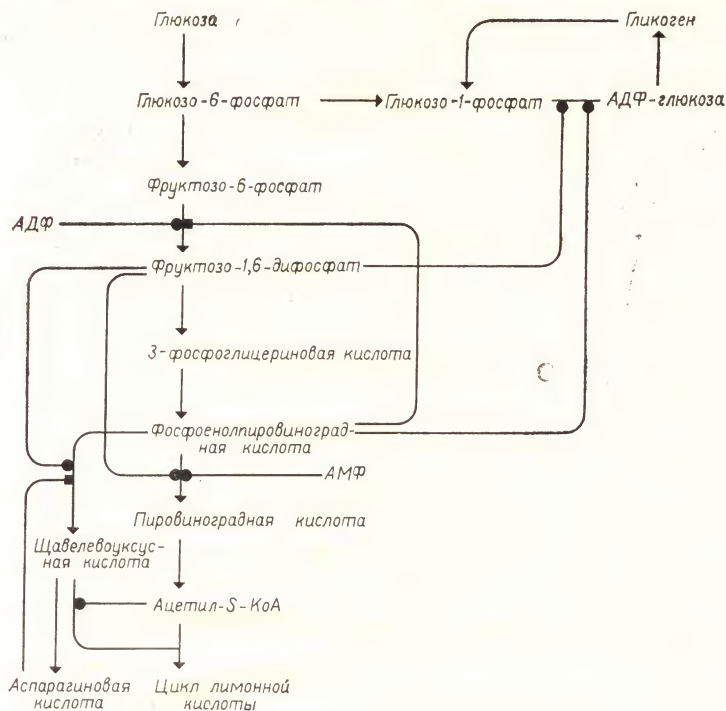 Глюкоза
Гликоген
Глюкозо-6-фосфат
Глюкозо-1-фосфат
АДФ-глюкоза
Фруктозо-6-фосфат
АДФ
Фруктозо-1,6-дифосфат
3-фосфоглицериновая кислота
Фосфоенолпировиноград-
ная кислота
АМФ
Пировиноградная кислота
Щавелевоуксус-
ная кислота
Ацетил-S-КоА
Аспарагиновая
кислота
Цикл лимонной
кислоты